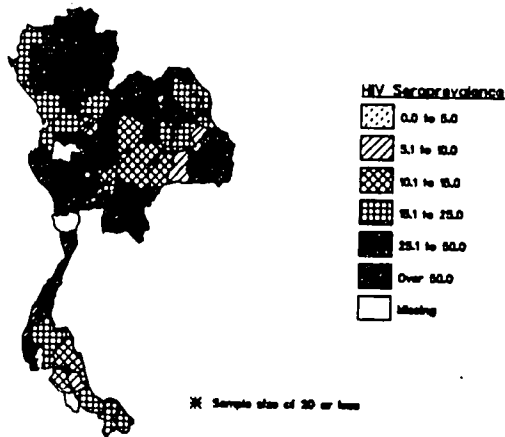 HIV Seroprevalence
0.0 to 5.0
5.1 to 10.0
10.1 to 15.0
15.1 to 25.0
25.1 to 50.0
Over 50.0
Missing
* Sample size of 20 or less